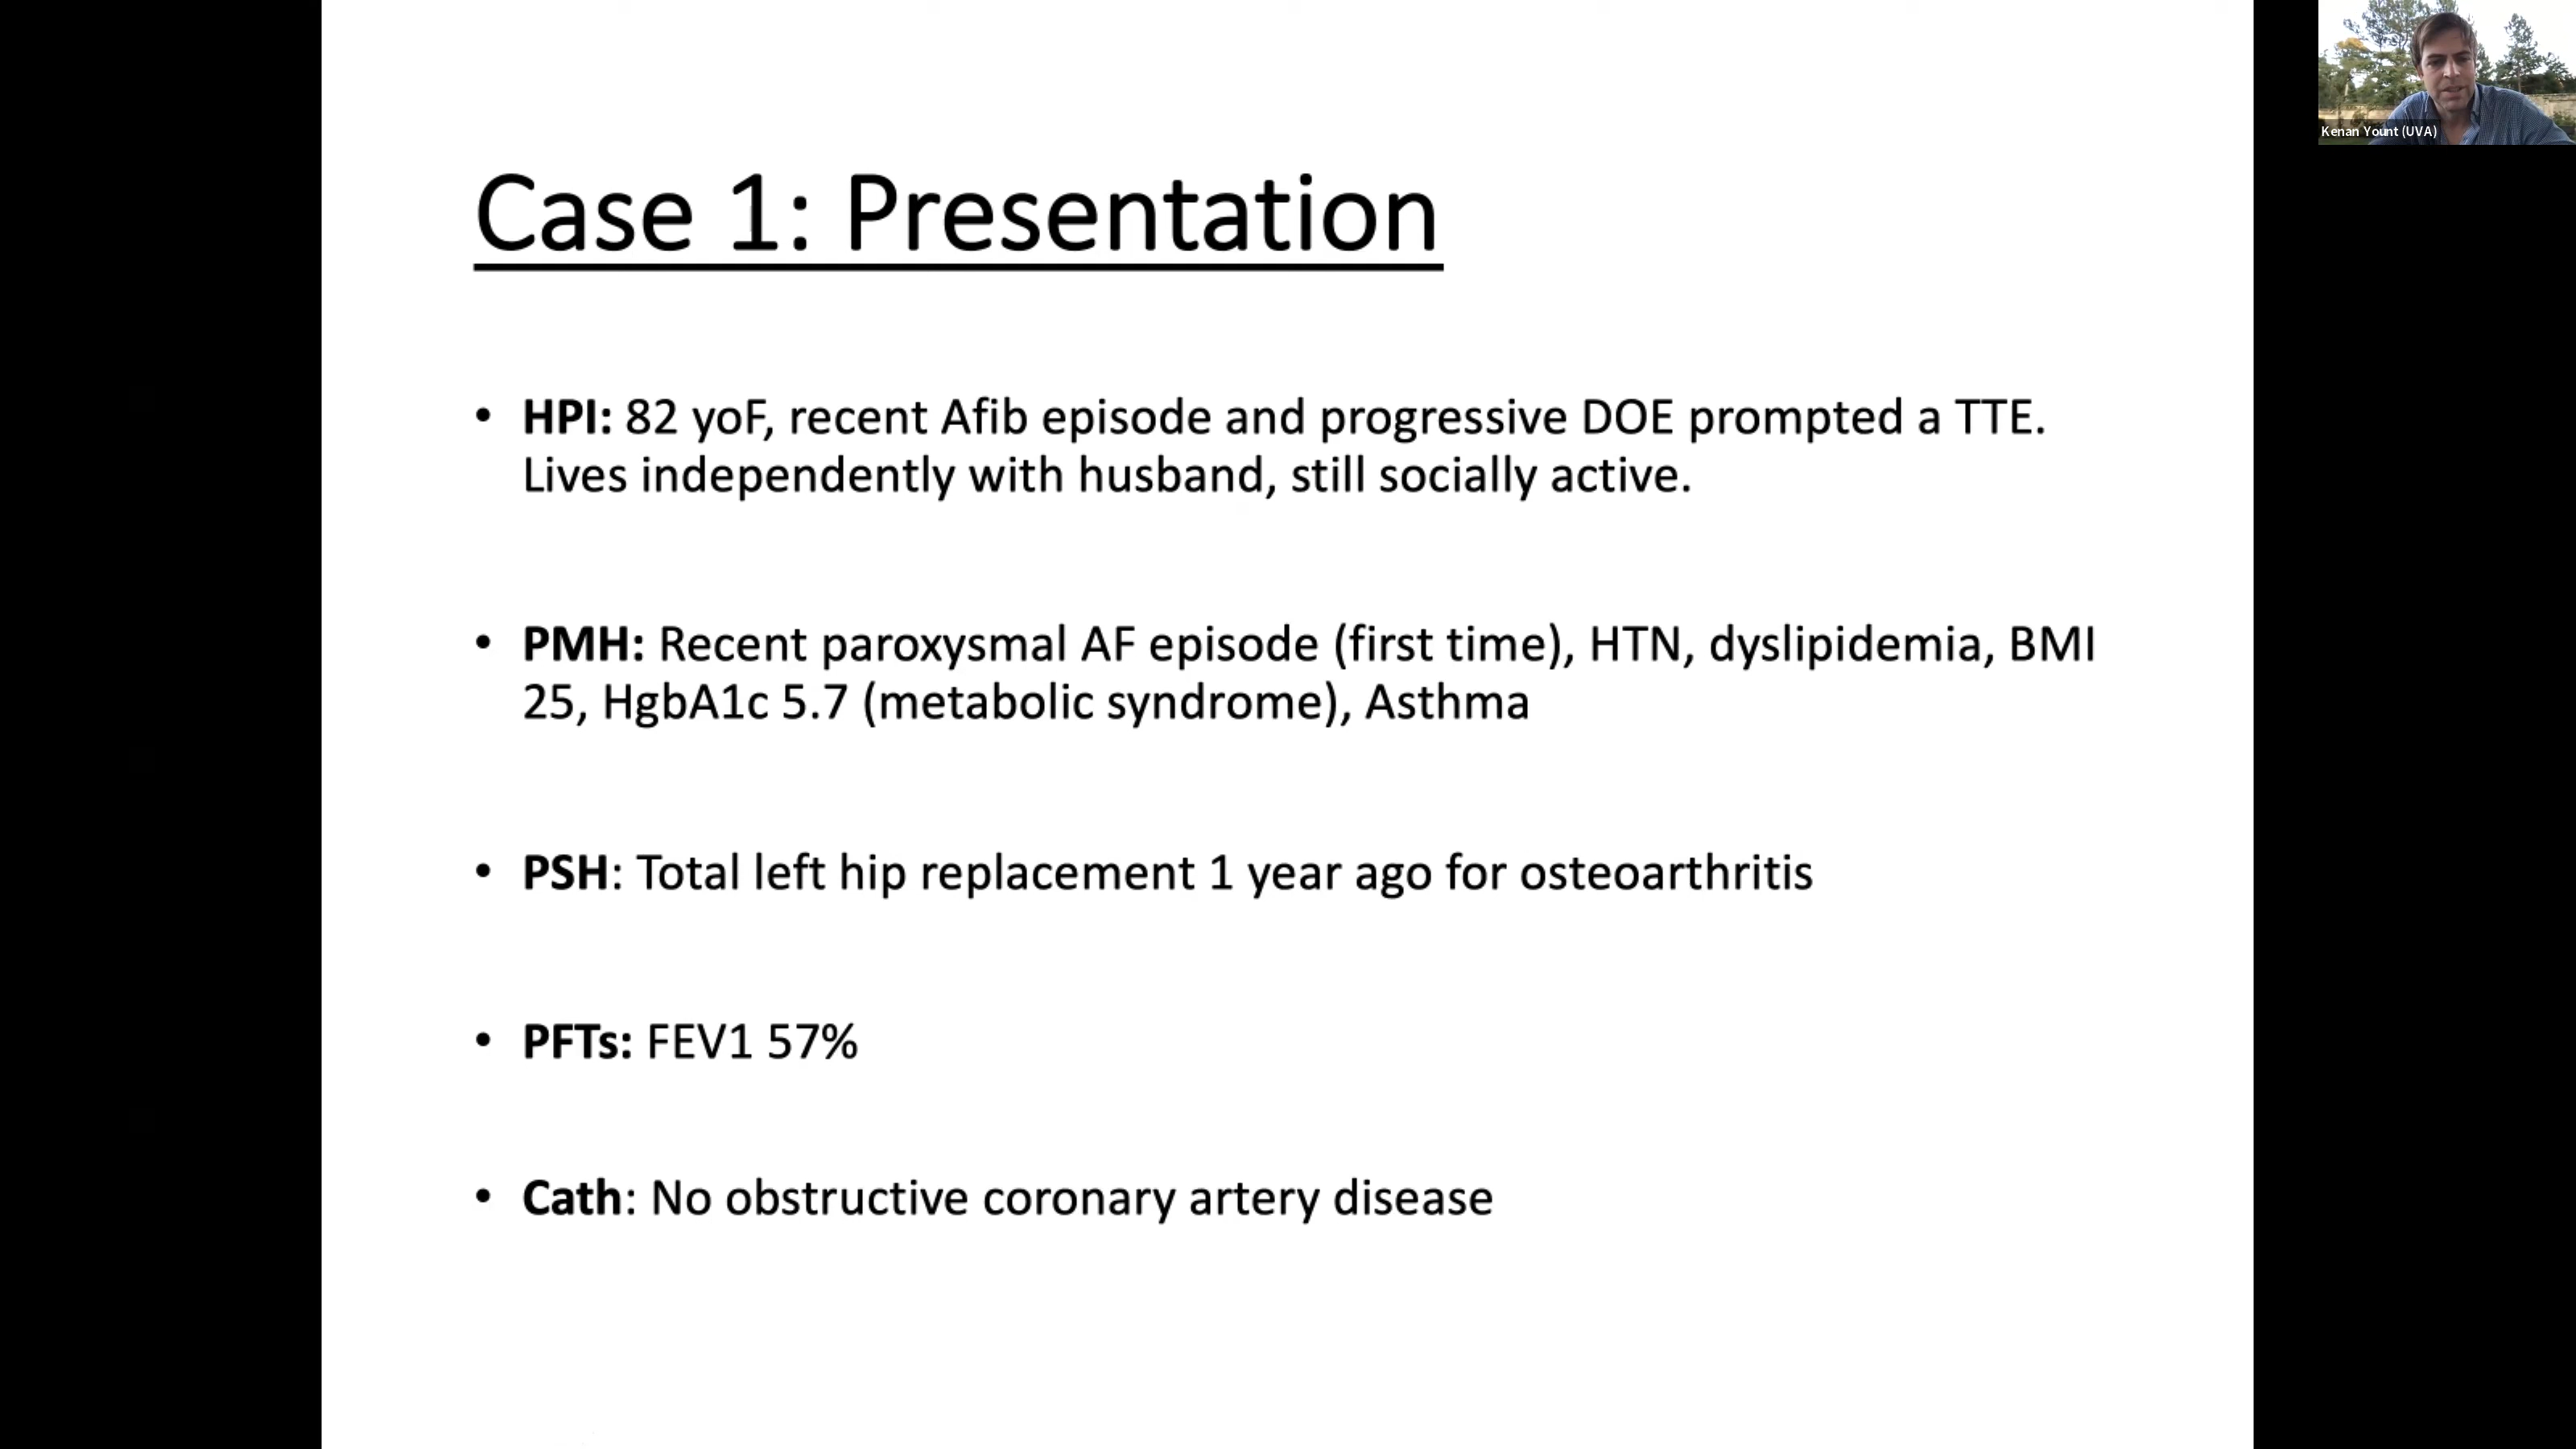 Kenan Yount (UVA)
Case 1: Presentation
• HPI: 82 yoF, recent Afib episode and progressive DOE prompted a TTE.
Lives independently with husband, still socially active.
• PMH: Recent paroxysmal AF episode (first time), HTN, dyslipidemia, BMI
25, HgbA1c 5.7 (metabolic syndrome), Asthma
• PSH: Total left hip replacement 1 year ago for osteoarthritis
• PFTs: FEV1 57%
• Cath: No obstructive coronary artery disease